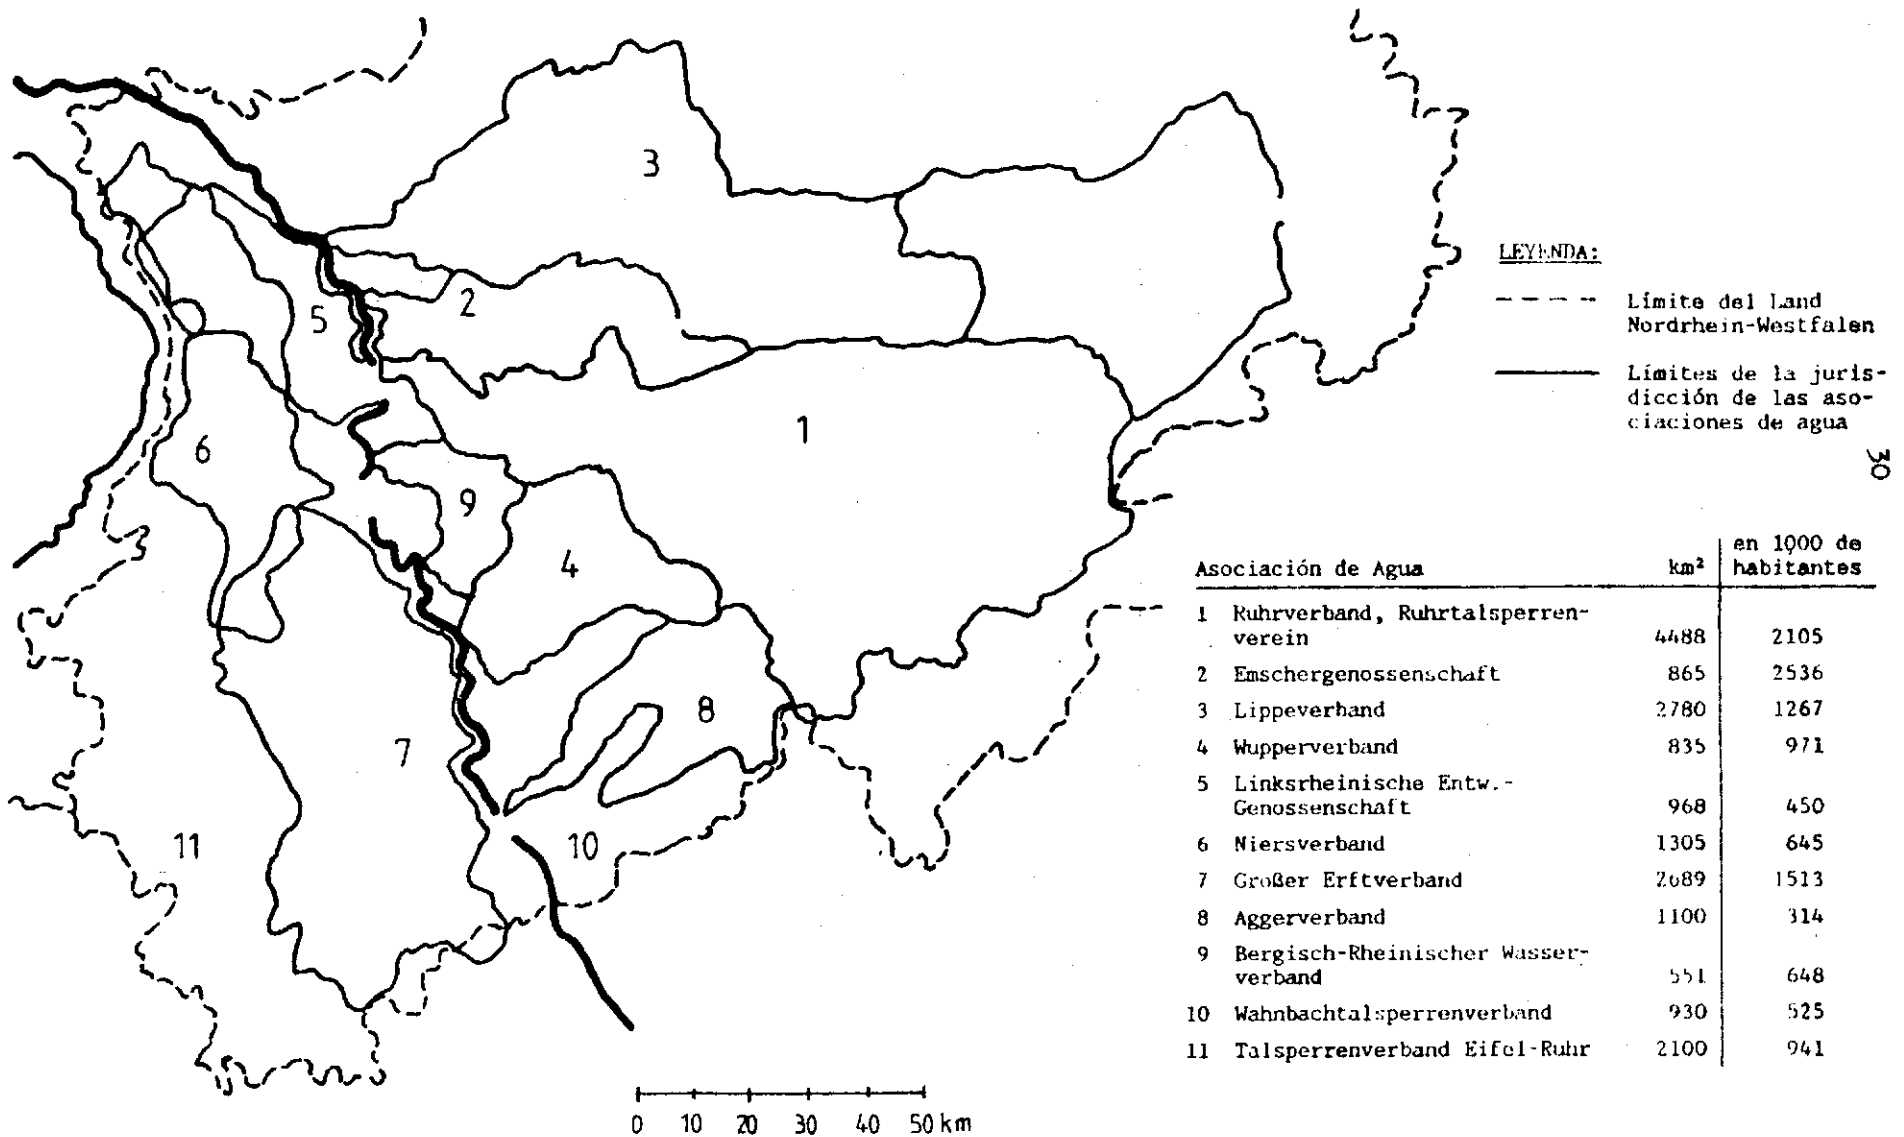 3
2
5
1
6
9
4
8
7
10
11
0 10 20 30 40 50 km
LEYENDA:
Límite del Land
Nordrhein-Westfalen
Límites de la juris-
dicción de las aso-
ciaciones de agua
30
Asociación de Agua km² en 1000 de
habitantes
1 Ruhrverband, Ruhrtalsperren-
verein 4488 2105
2 Emschergenossenschaft 865 2536
3 Lippeverband 2780 1267
4 Wupperverband 835 971
5 Linksrheinische Entw.-
Genossenschaft 968 450
6 Niersverband 1305 645
7 Großer Erftverband 2689 1513
8 Aggerverband 1100 314
9 Bergisch-Rheinischer Wasser-
verband 551 648
10 Wahnbachtalsperrenverband 930 525
11 Talsperrenverband Eifel-Ruhr 2100 941